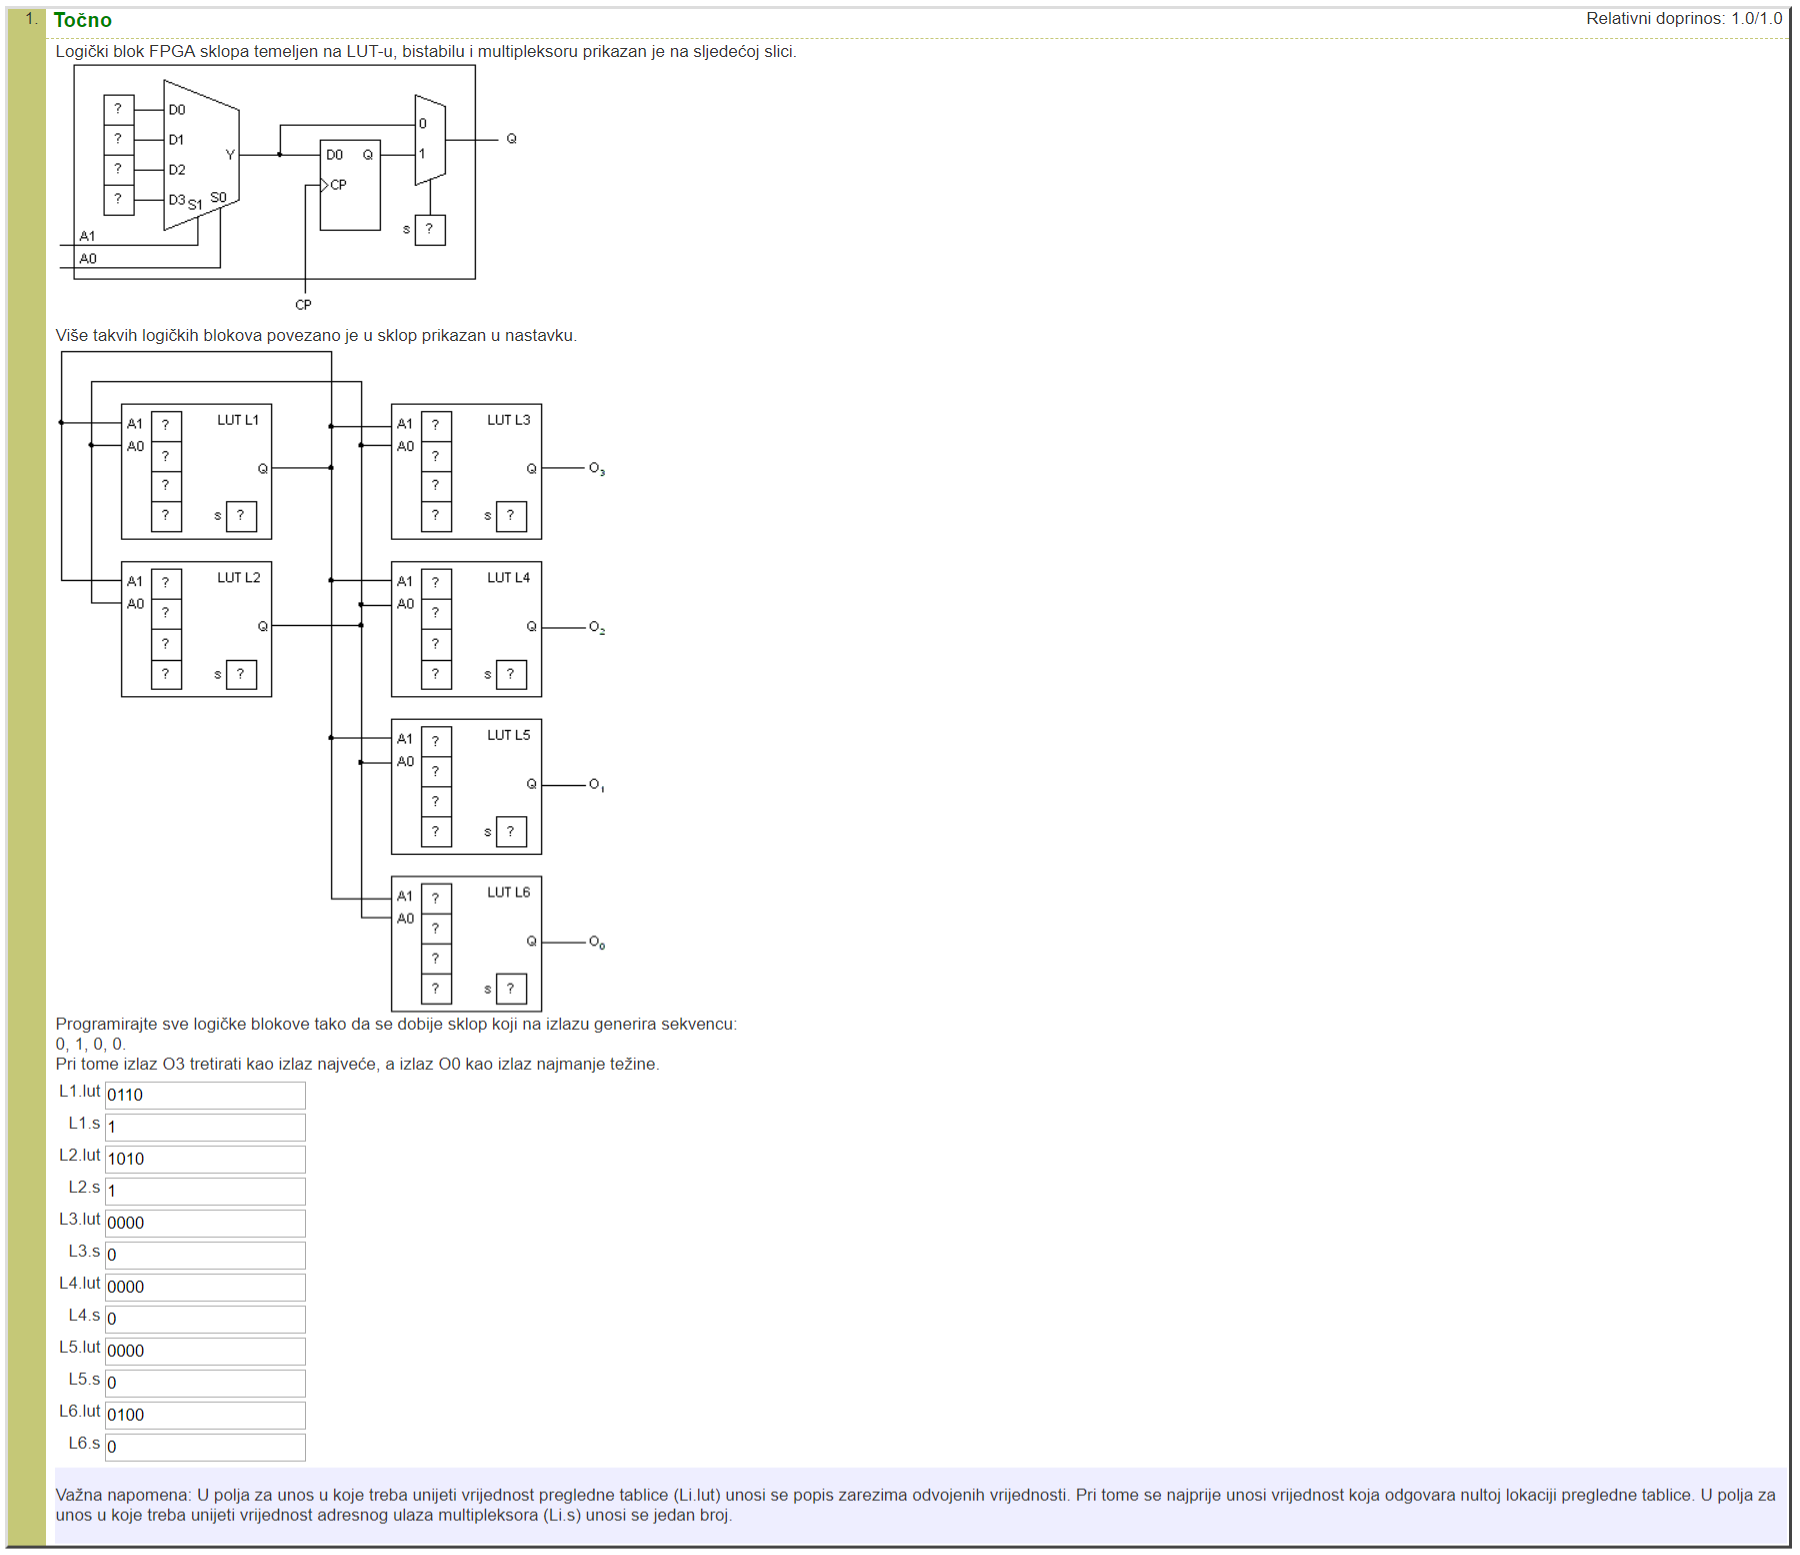 1. Točno Relativni doprinos: 1.0/1.0
Logički blok FPGA sklopa temeljen na LUT-u, bistabilu i multipleksoru prikazan je na sljedećoj slici.
? D0
? D1
? D2
? D3 S1 S0
Y
A1
A0
D0 Q
CP
0
1
s ?
Q
CP
Više takvih logičkih blokova povezano je u sklop prikazan u nastavku.
A1 ? LUT L1
A0 ?
Q
?
? s ?
A1 ? LUT L3
A0 ?
Q O3
?
? s ?
A1 ? LUT L2
A0 ?
Q
?
? s ?
A1 ? LUT L4
A0 ?
Q O2
?
? s ?
A1 ? LUT L5
A0 ?
Q O1
?
? s ?
A1 ? LUT L6
A0 ?
Q O0
?
? s ?
Programirajte sve logičke blokove tako da se dobije sklop koji na izlazu generira sekvencu:
0, 1, 0, 0.
Pri tome izlaz O3 tretirati kao izlaz najveće, a izlaz O0 kao izlaz najmanje težine.
L1.lut 0110
L1.s 1
L2.lut 1010
L2.s 1
L3.lut 0000
L3.s 0
L4.lut 0000
L4.s 0
L5.lut 0000
L5.s 0
L6.lut 0100
L6.s 0
Važna napomena: U polja za unos u koje treba unijeti vrijednost pregledne tablice (Li.lut) unosi se popis zarezima odvojenih vrijednosti. Pri tome se najprije unosi vrijednost koja odgovara nultoj lokaciji pregledne tablice. U polja za
unos u koje treba unijeti vrijednost adresnog ulaza multipleksora (Li.s) unosi se jedan broj.